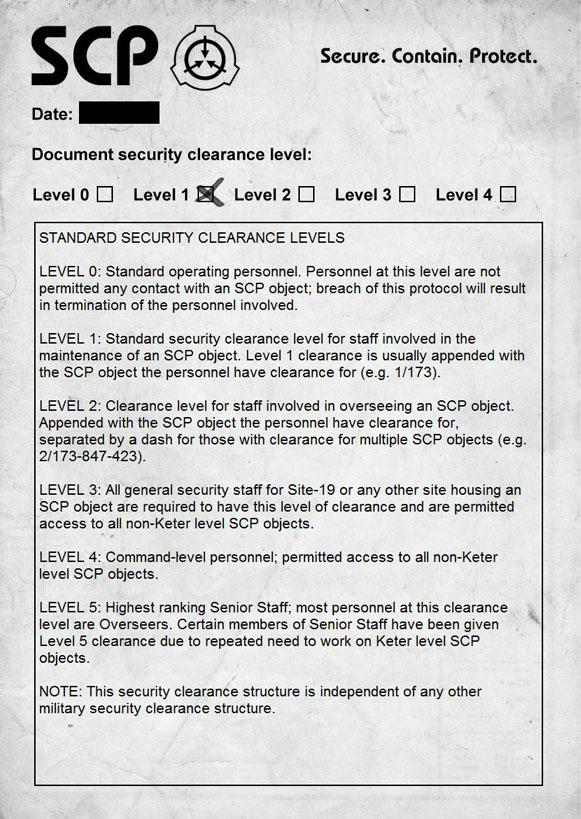 SCP
Secure. Contain. Protect.
Date:
Document security clearance level:
Level 0 Level 1 Level 2 Level 3 Level 4
STANDARD SECURITY CLEARANCE LEVELS
LEVEL 0: Standard operating personnel. Personnel at this level are not
permitted any contact with an SCP object; breach of this protocol will result
in termination of the personnel involved.
LEVEL 1: Standard security clearance level for staff involved in the
maintenance of an SCP object. Level 1 clearance is usually appended with
the SCP object the personnel have clearance for (e.g. 1/173).
LEVEL 2: Clearance level for staff involved in overseeing an SCP object.
Appended with the SCP object the personnel have clearance for,
separated by a dash for those with clearance for multiple SCP objects (e.g.
2/173-847-423).
LEVEL 3: All general security staff for Site-19 or any other site housing an
SCP object are required to have this level of clearance and are permitted
access to all non-Keter level SCP objects.
LEVEL 4: Command-level personnel; permitted access to all non-Keter
level SCP objects.
LEVEL 5: Highest ranking Senior Staff; most personnel at this clearance
level are Overseers. Certain members of Senior Staff have been given
Level 5 clearance due to repeated need to work on Keter level SCP
objects.
NOTE: This security clearance structure is independent of any other
military security clearance structure.